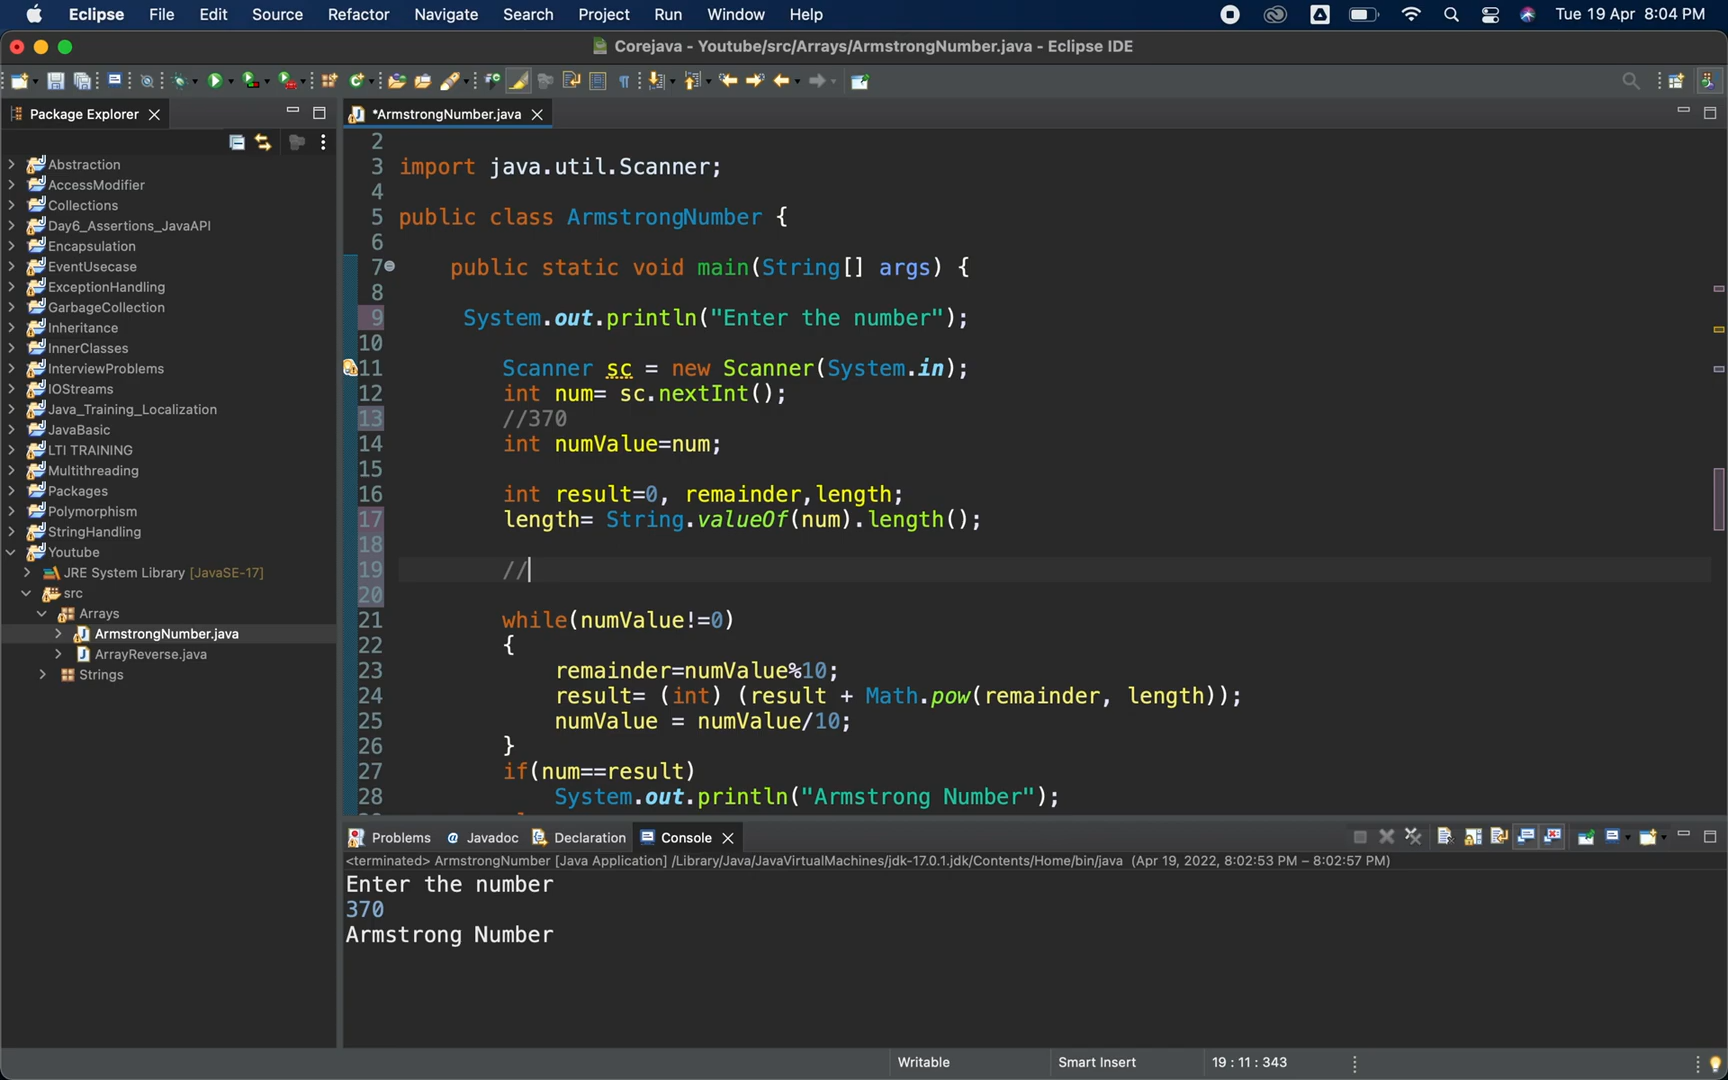 Eclipse File Edit Source Refactor Navigate Search Project Run Window Help Tue 19 Apr 8:04 PM
Corejava - Youtube/src/Arrays/ArmstrongNumber.java - Eclipse IDE
Package Explorer
*ArmstrongNumber.java
Abstraction
AccessModifier
Collections
Day6_Assertions_JavaAPI
Encapsulation
EventUsecase
ExceptionHandling
GarbageCollection
Inheritance
InnerClasses
InterviewProblems
IOStreams
Java_Training_Localization
JavaBasic
LTI TRAINING
Multithreading
Packages
Polymorphism
StringHandling
Youtube
JRE System Library [JavaSE-17]
src
Arrays
ArmstrongNumber.java
ArrayReverse.java
Strings
2
3 import java.util.Scanner;
4
5 public class ArmstrongNumber {
6
7 public static void main(String[] args) {
8
9 System.out.println("Enter the number");
10
11 Scanner sc = new Scanner(System.in);
12 int num= sc.nextInt();
13 //370
14 int numValue=num;
15
16 int result=0, remainder,length;
17 length= String.valueOf(num).length();
18
19 //
20
21 while(numValue!=0)
22 {
23 remainder=numValue%10;
24 result= (int) (result + Math.pow(remainder, length));
25 numValue = numValue/10;
26 }
27 if(num==result)
28 System.out.println("Armstrong Number");
Problems @ Javadoc Declaration Console
<terminated> ArmstrongNumber [Java Application] /Library/Java/JavaVirtualMachines/jdk-17.0.1.jdk/Contents/Home/bin/java (Apr 19, 2022, 8:02:53 PM – 8:02:57 PM)
Enter the number
370
Armstrong Number
Writable Smart Insert 19 : 11 : 343